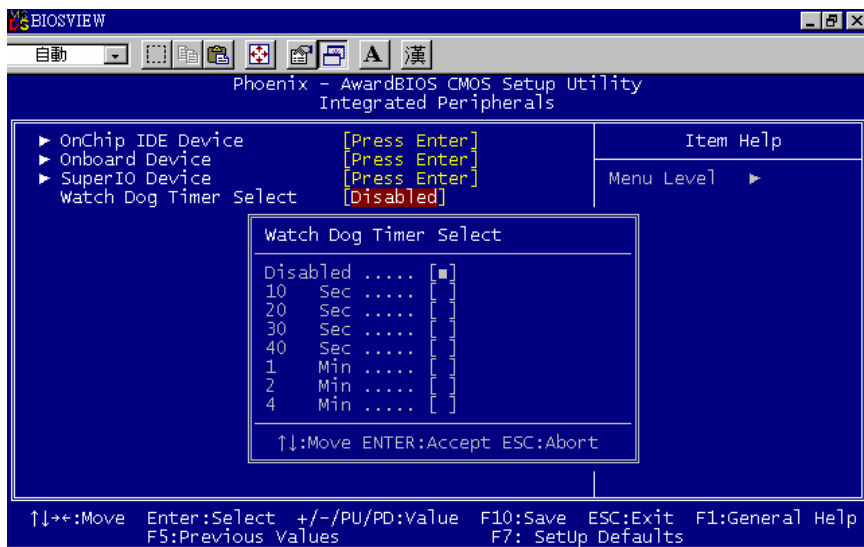 BIOSVIEW
自動
A 漢
Phoenix - AwardBIOS CMOS Setup Utility
Integrated Peripherals
► OnChip IDE Device [Press Enter]
► Onboard Device [Press Enter]
► SuperIO Device [Press Enter]
Watch Dog Timer Select [Disabled]
Item Help
Menu Level ►
Watch Dog Timer Select
Disabled ..... [■]
10 Sec ..... [ ]
20 Sec ..... [ ]
30 Sec ..... [ ]
40 Sec ..... [ ]
1 Min ..... [ ]
2 Min ..... [ ]
4 Min ..... [ ]
↑↓:Move ENTER:Accept ESC:Abort
↑↓→←:Move Enter:Select +/-/PU/PD:Value F10:Save ESC:Exit F1:General Help
F5:Previous Values F7: SetUp Defaults